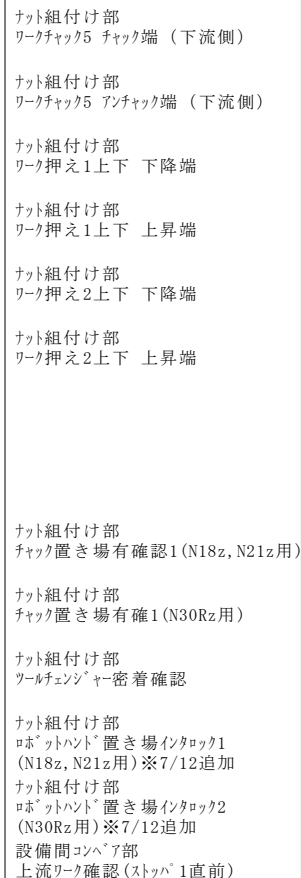 ﾅｯﾄ組付け部
ﾜｰｸﾁｬｯｸ5 ﾁｬｯｸ端 (下流側)
ﾅｯﾄ組付け部
ﾜｰｸﾁｬｯｸ5 ｱﾝﾁｬｯｸ端 (下流側)
ﾅｯﾄ組付け部
ﾜｰｸ押え1上下 下降端
ﾅｯﾄ組付け部
ﾜｰｸ押え1上下 上昇端
ﾅｯﾄ組付け部
ﾜｰｸ押え2上下 下降端
ﾅｯﾄ組付け部
ﾜｰｸ押え2上下 上昇端
ﾅｯﾄ組付け部
ﾁｬｯｸ置き場有確認1(N18z,N21z用)
ﾅｯﾄ組付け部
ﾁｬｯｸ置き場有確1(N30Rz用)
ﾅｯﾄ組付け部
ﾂｰﾙﾁｪﾝｼﾞｬｰ密着確認
ﾅｯﾄ組付け部
ﾛﾎﾞｯﾄﾊﾝﾄﾞ置き場ｲﾝﾀﾛｯｸ1
(N18z,N21z用)※7/12追加
ﾅｯﾄ組付け部
ﾛﾎﾞｯﾄﾊﾝﾄﾞ置き場ｲﾝﾀﾛｯｸ2
(N30Rz用)※7/12追加
設備間ｺﾝﾍﾞｱ部
上流ﾜｰｸ確認(ｽﾄｯﾊﾟ1直前)